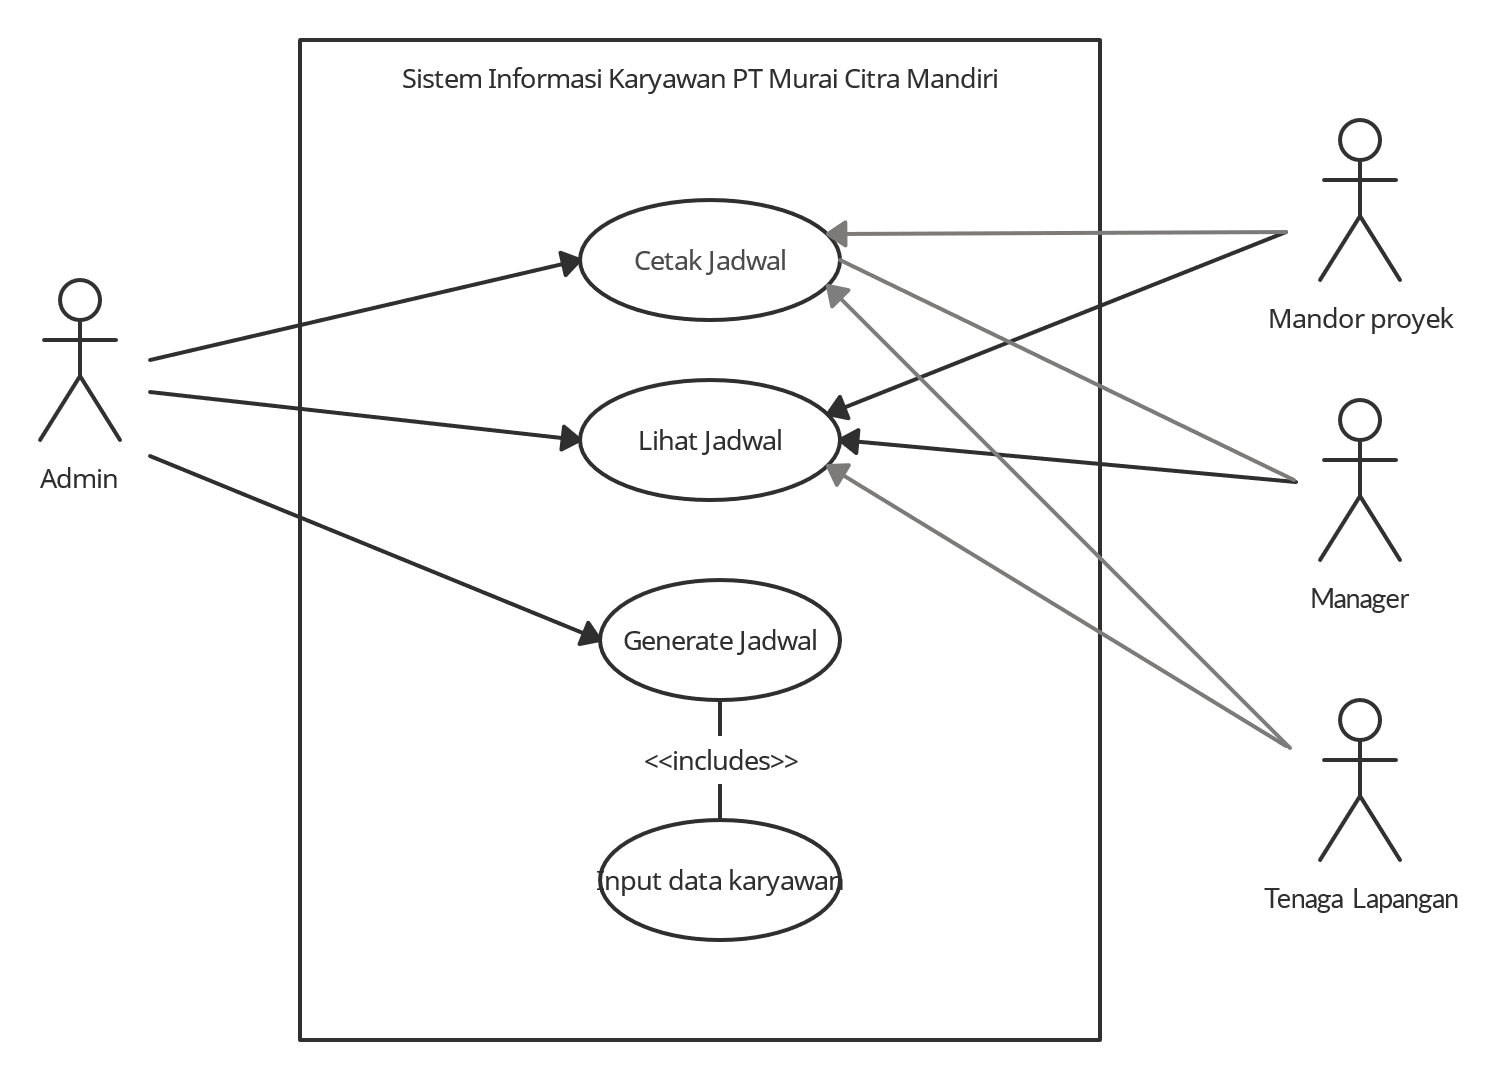 Sistem Informasi Karyawan PT Murai Citra Mandiri
Cetak Jadwal
Mandor proyek
Lihat Jadwal
Admin
Manager
Generate Jadwal
<<includes>>
Input data karyawan
Tenaga Lapangan